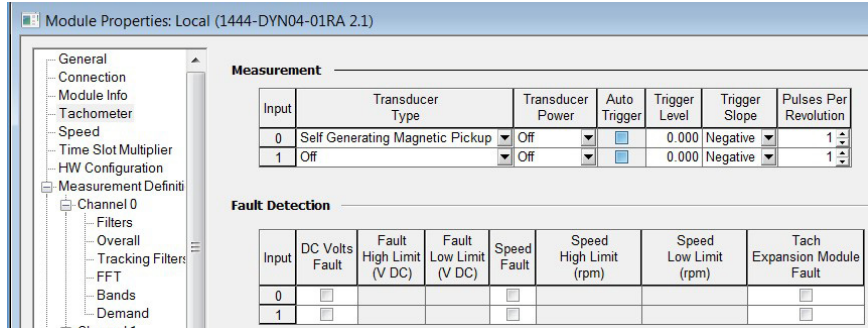 Module Properties: Local (1444-DYN04-01RA 2.1)
General
Connection
Module Info
Tachometer
Speed
Time Slot Multiplier
HW Configuration
Measurement Definiti
Channel 0
Filters
Overall
Tracking Filters
FFT
Bands
Demand
Measurement
Input Transducer Type Transducer Power Auto Trigger Trigger Level Trigger Slope Pulses Per Revolution
0 Self Generating Magnetic Pickup Off 0.000 Negative 1
1 Off Off 0.000 Negative 1
Fault Detection
Input DC Volts Fault Fault High Limit (V DC) Fault Low Limit (V DC) Speed Fault Speed High Limit (rpm) Speed Low Limit (rpm) Tach Expansion Module Fault
0
1